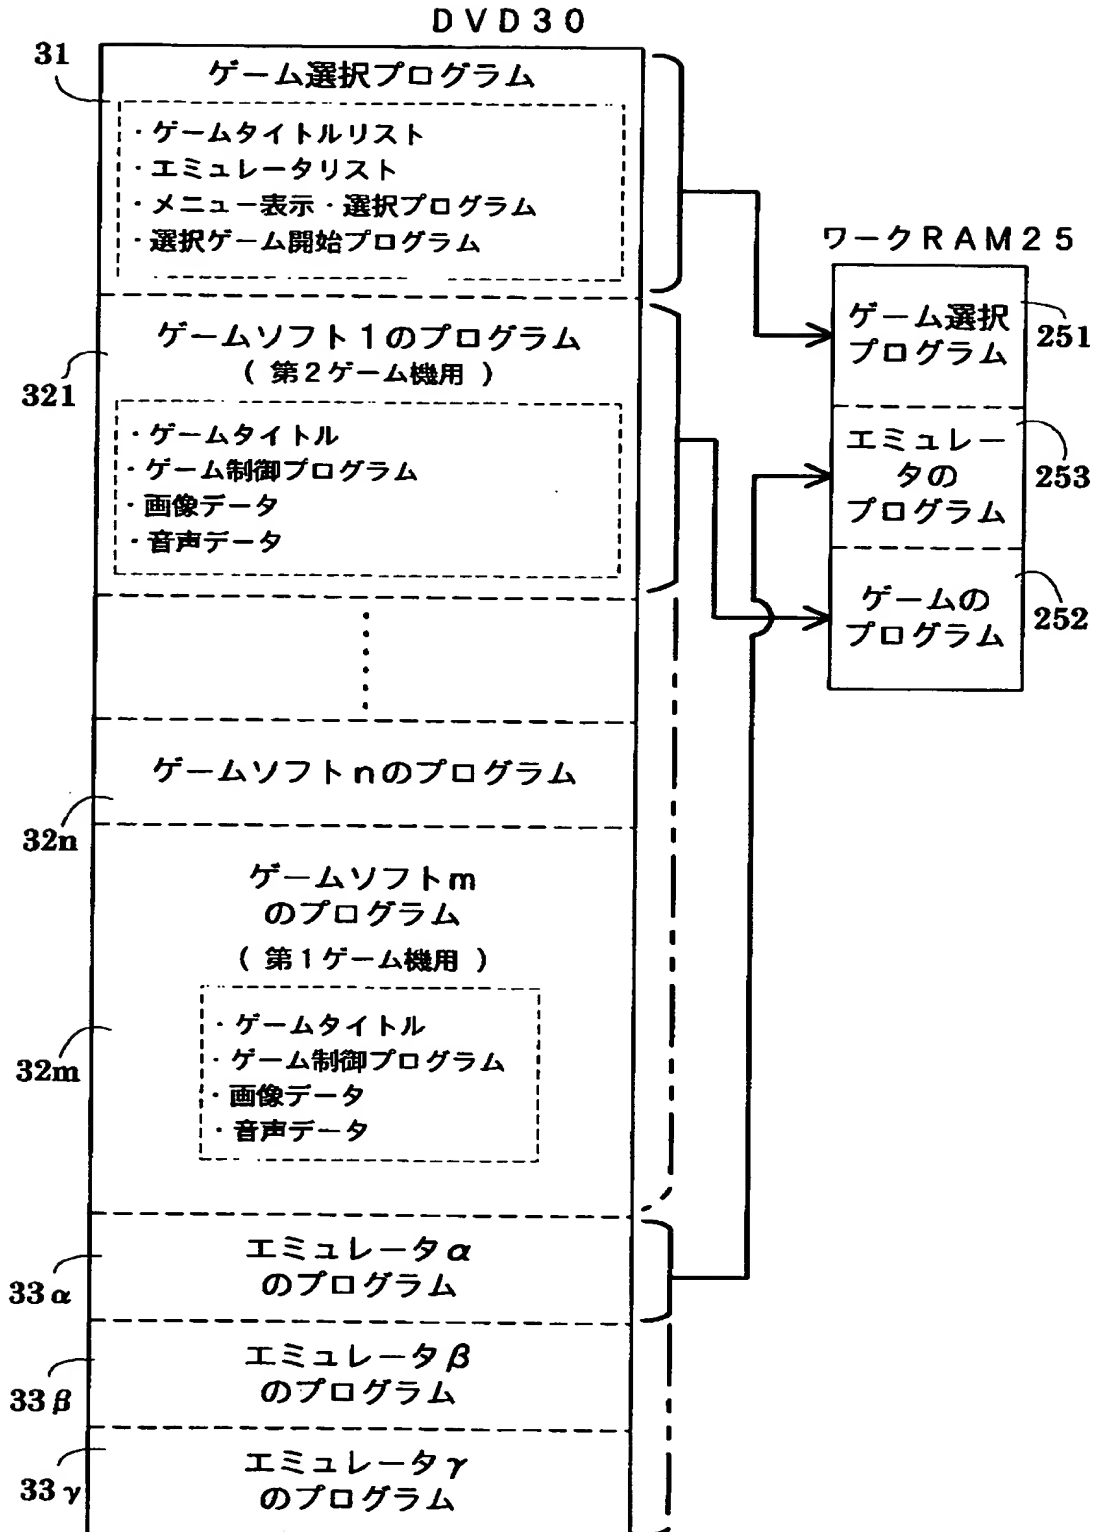 DVD30
31
ゲーム選択プログラム
・ゲームタイトルリスト
・エミュレータリスト
・メニュー表示・選択プログラム
・選択ゲーム開始プログラム
ワークRAM25
ゲーム選択
プログラム
251
エミュレー
タの
プログラム
253
ゲームの
プログラム
252
321
ゲームソフト1のプログラム
(第2ゲーム機用)
・ゲームタイトル
・ゲーム制御プログラム
・画像データ
・音声データ
ゲームソフトnのプログラム
32n
ゲームソフトm
のプログラム
(第1ゲーム機用)
32m
・ゲームタイトル
・ゲーム制御プログラム
・画像データ
・音声データ
エミュレータα
のプログラム
33α
エミュレータβ
のプログラム
33β
エミュレータγ
のプログラム
33γ